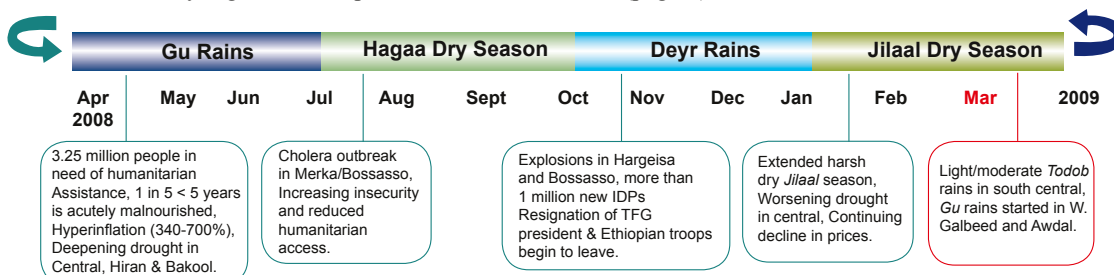 Gu Rains
Hagaa Dry Season
Deyr Rains
Jilaal Dry Season
Apr
2008
May
Jun
Jul
Aug
Sept
Oct
Nov
Dec
Jan
Feb
Mar
2009
3.25 million people in
need of humanitarian
Assistance, 1 in 5 < 5 years
is acutely malnourished,
Hyperinflation (340-700%),
Deepening drought in
Central, Hiran & Bakool.
Cholera outbreak
in Merka/Bossasso,
Increasing insecurity
and reduced
humanitarian
access.
Explosions in Hargeisa
and Bossasso, more than
1 million new IDPs
Resignation of TFG
president & Ethiopian troops
begin to leave.
Extended harsh
dry Jilaal season,
Worsening drought
in central, Continuing
decline in prices.
Light/moderate Todob
rains in south central,
Gu rains started in W.
Galbeed and Awdal.